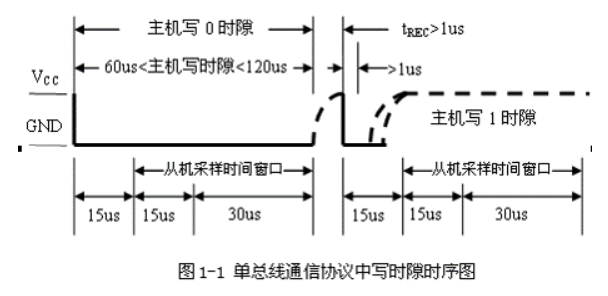 主机写 0 时隙
tREC>1us
60us<主机写时隙<120us
>1us
VCC
GND
主机写 1 时隙
从机采样时间窗口
从机采样时间窗口
15us
15us
30us
15us
15us
30us
图 1-1 单总线通信协议中写时隙时序图